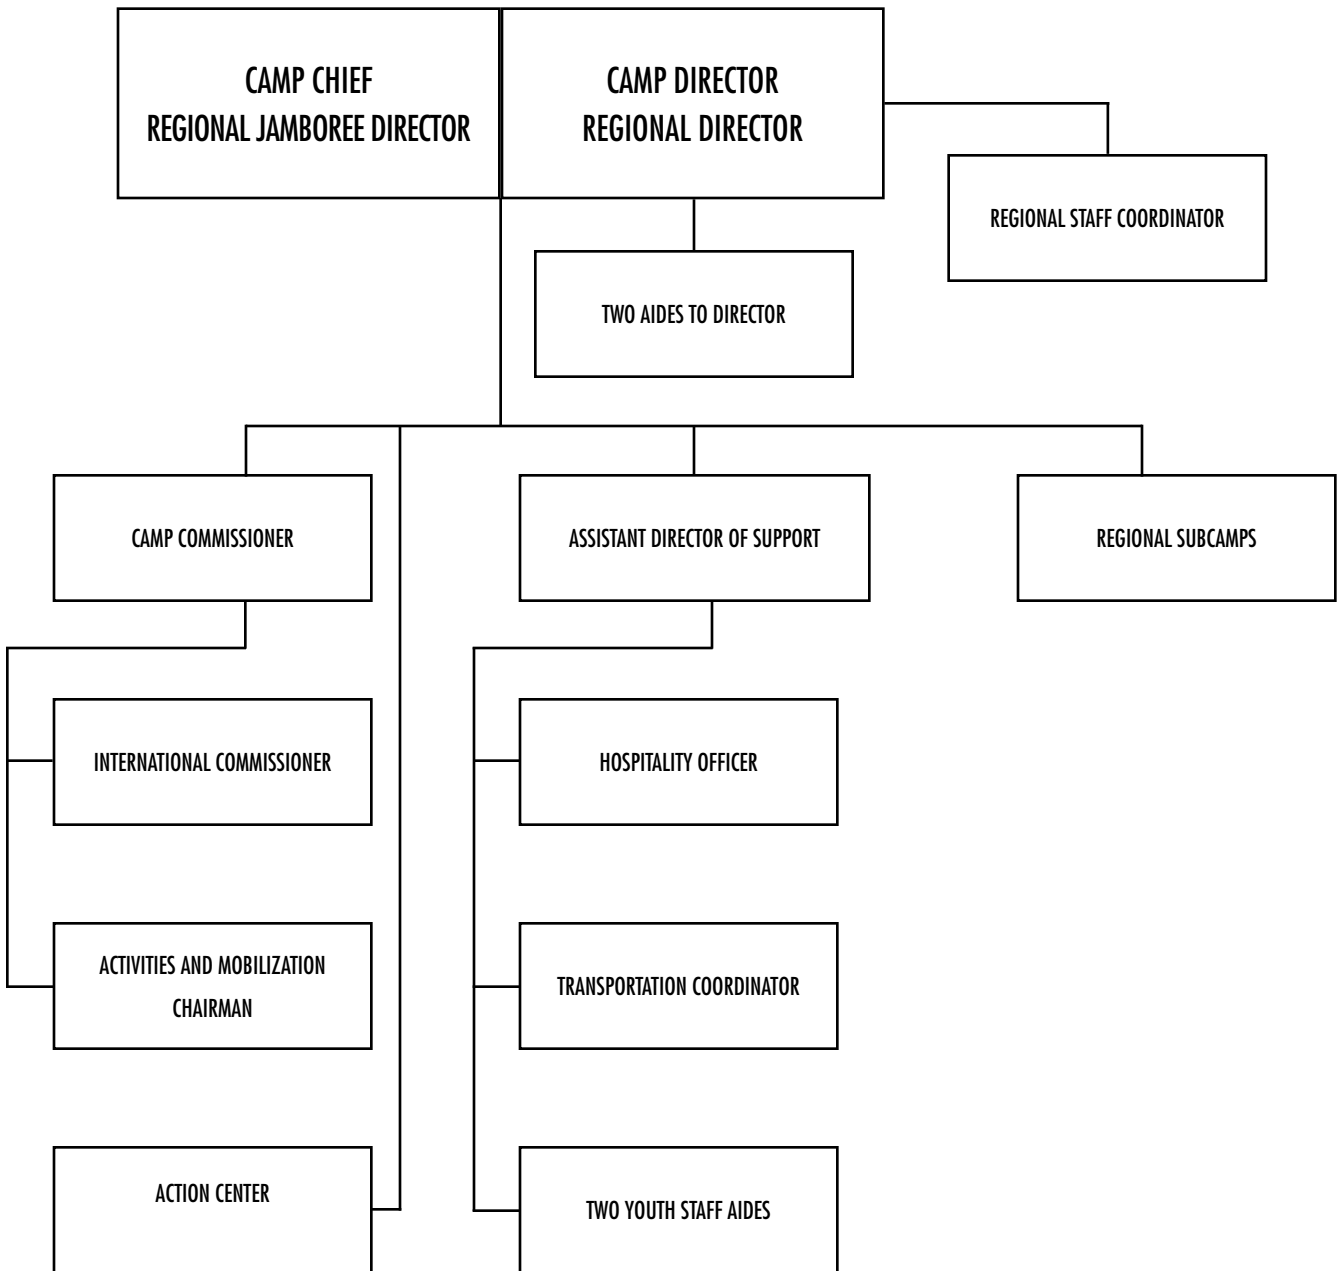 CAMP CHIEF
REGIONAL JAMBOREE DIRECTOR
CAMP DIRECTOR
REGIONAL DIRECTOR
REGIONAL STAFF COORDINATOR
TWO AIDES TO DIRECTOR
CAMP COMMISSIONER
ASSISTANT DIRECTOR OF SUPPORT
REGIONAL SUBCAMPS
INTERNATIONAL COMMISSIONER
HOSPITALITY OFFICER
ACTIVITIES AND MOBILIZATION
CHAIRMAN
TRANSPORTATION COORDINATOR
ACTION CENTER
TWO YOUTH STAFF AIDES